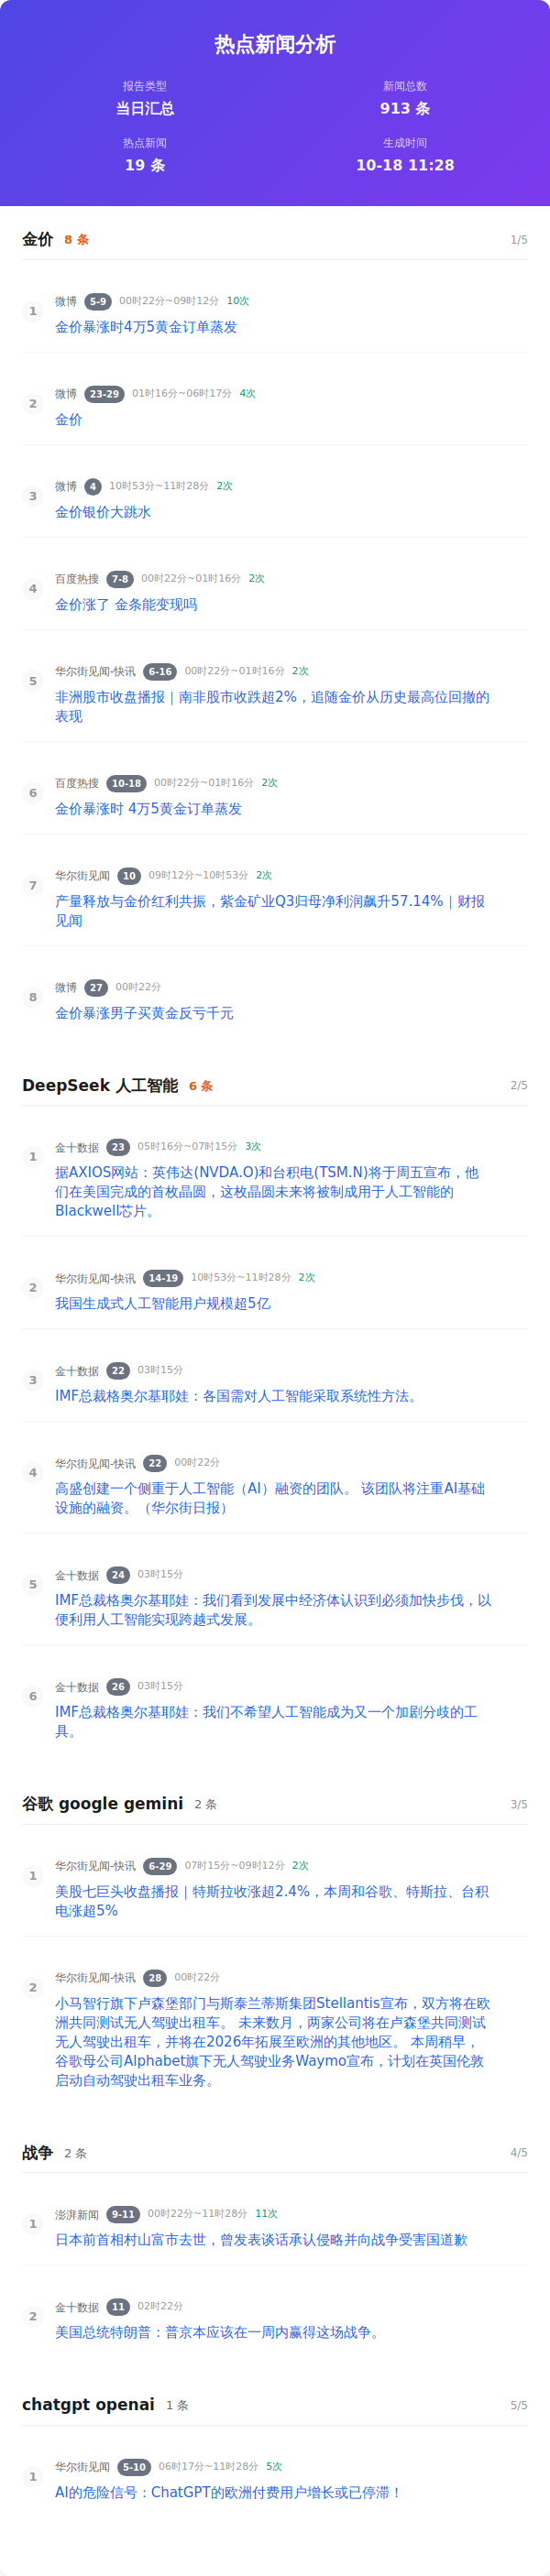 热点新闻分析
报告类型
当日汇总
新闻总数
913 条
热点新闻
19 条
生成时间
10-18 11:28
金价 8 条 1/5
1
微博 5-9 00时22分~09时12分 10次
金价暴涨时4万5黄金订单蒸发
2
微博 23-29 01时16分~06时17分 4次
金价
3
微博 4 10时53分~11时28分 2次
金价银价大跳水
4
百度热搜 7-8 00时22分~01时16分 2次
金价涨了 金条能变现吗
5
华尔街见闻-快讯 6-16 00时22分~01时16分 2次
非洲股市收盘播报｜南非股市收跌超2%，追随金价从历史最高位回撤的
表现
6
百度热搜 10-18 00时22分~01时16分 2次
金价暴涨时 4万5黄金订单蒸发
7
华尔街见闻 10 09时12分~10时53分 2次
产量释放与金价红利共振，紫金矿业Q3归母净利润飙升57.14%｜财报
见闻
8
微博 27 00时22分
金价暴涨男子买黄金反亏千元
DeepSeek 人工智能 6 条 2/5
1
金十数据 23 05时16分~07时15分 3次
据AXIOS网站：英伟达(NVDA.O)和台积电(TSM.N)将于周五宣布，他
们在美国完成的首枚晶圆，这枚晶圆未来将被制成用于人工智能的
Blackwell芯片。
2
华尔街见闻-快讯 14-19 10时53分~11时28分 2次
我国生成式人工智能用户规模超5亿
3
金十数据 22 03时15分
IMF总裁格奥尔基耶娃：各国需对人工智能采取系统性方法。
4
华尔街见闻-快讯 22 00时22分
高盛创建一个侧重于人工智能（AI）融资的团队。 该团队将注重AI基础
设施的融资。（华尔街日报）
5
金十数据 24 03时15分
IMF总裁格奥尔基耶娃：我们看到发展中经济体认识到必须加快步伐，以
便利用人工智能实现跨越式发展。
6
金十数据 26 03时15分
IMF总裁格奥尔基耶娃：我们不希望人工智能成为又一个加剧分歧的工
具。
谷歌 google gemini 2 条 3/5
1
华尔街见闻-快讯 6-29 07时15分~09时12分 2次
美股七巨头收盘播报｜特斯拉收涨超2.4%，本周和谷歌、特斯拉、台积
电涨超5%
2
华尔街见闻-快讯 28 00时22分
小马智行旗下卢森堡部门与斯泰兰蒂斯集团Stellantis宣布，双方将在欧
洲共同测试无人驾驶出租车。 未来数月，两家公司将在卢森堡共同测试
无人驾驶出租车，并将在2026年拓展至欧洲的其他地区。 本周稍早，
谷歌母公司Alphabet旗下无人驾驶业务Waymo宣布，计划在英国伦敦
启动自动驾驶出租车业务。
战争 2 条 4/5
1
澎湃新闻 9-11 00时22分~11时28分 11次
日本前首相村山富市去世，曾发表谈话承认侵略并向战争受害国道歉
2
金十数据 11 02时22分
美国总统特朗普：普京本应该在一周内赢得这场战争。
chatgpt openai 1 条 5/5
1
华尔街见闻 5-10 06时17分~11时28分 5次
AI的危险信号：ChatGPT的欧洲付费用户增长或已停滞！